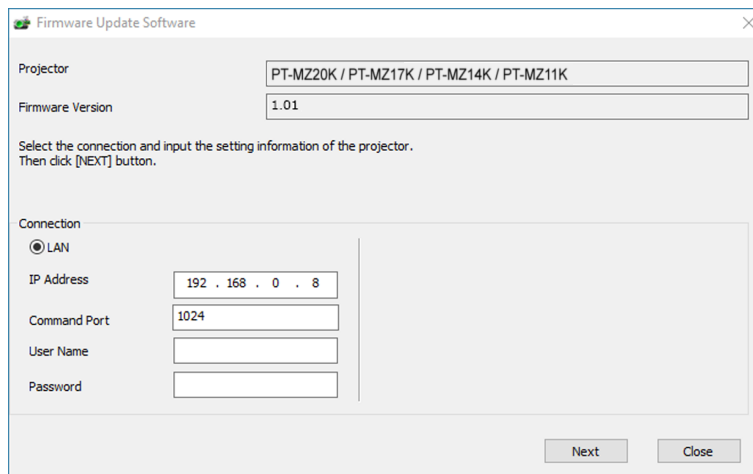 Firmware Update Software
Projector
PT-MZ20K / PT-MZ17K / PT-MZ14K / PT-MZ11K
Firmware Version
1.01
Select the connection and input the setting information of the projector.
Then click [NEXT] button.
Connection
LAN
IP Address
192 . 168 . 0 . 8
Command Port
1024
User Name
Password
Next
Close